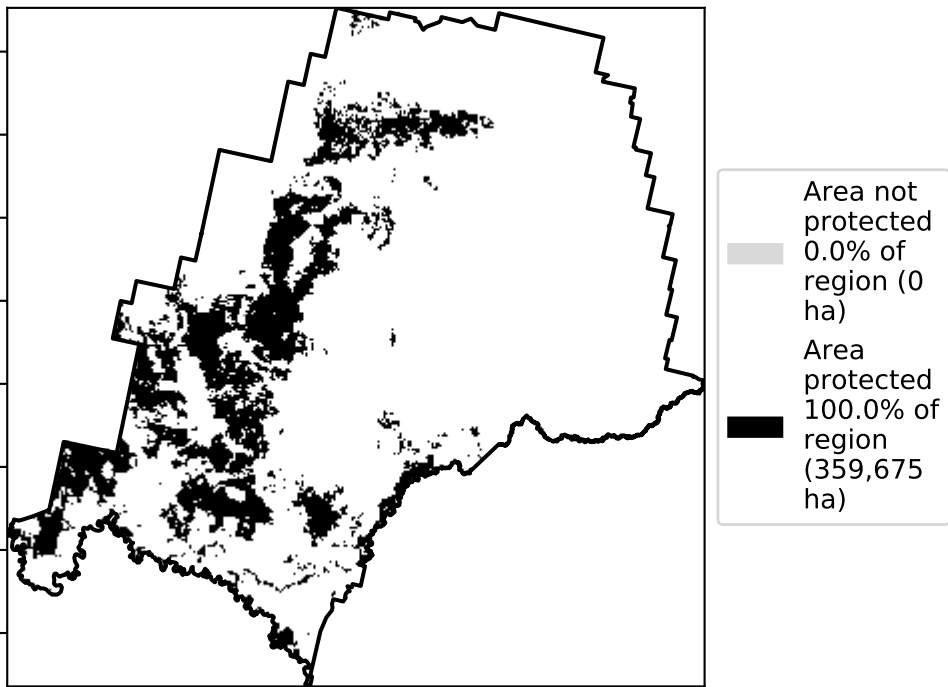 Area not
protected
0.0% of
region (0
ha)
Area
protected
100.0% of
region
(359,675
ha)